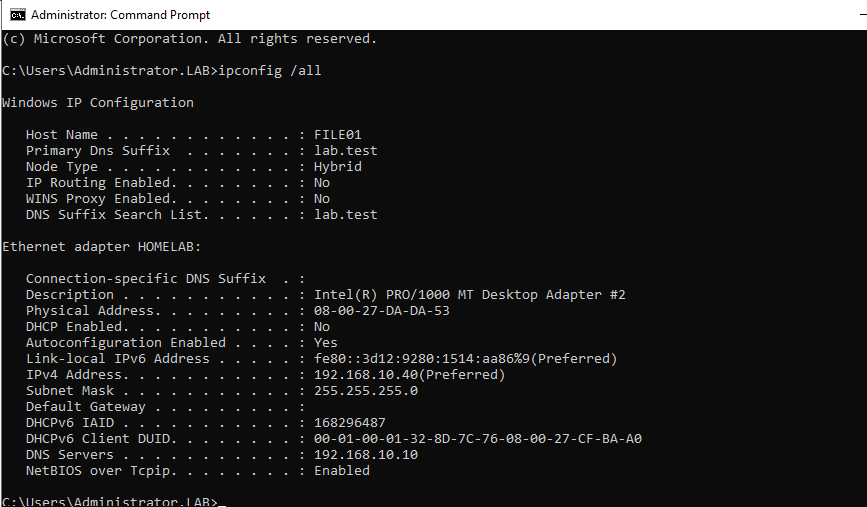 Administrator: Command Prompt
(c) Microsoft Corporation. All rights reserved.
C:\Users\Administrator.LAB>ipconfig /all
Windows IP Configuration
Host Name . . . . . . . . . . . . : FILE01
Primary Dns Suffix  . . . . . . . : lab.test
Node Type . . . . . . . . . . . . : Hybrid
IP Routing Enabled. . . . . . . . : No
WINS Proxy Enabled. . . . . . . . : No
DNS Suffix Search List. . . . . . : lab.test
Ethernet adapter HOMELAB:
Connection-specific DNS Suffix  . :
Description . . . . . . . . . . . : Intel(R) PRO/1000 MT Desktop Adapter #2
Physical Address. . . . . . . . . : 08-00-27-DA-DA-53
DHCP Enabled. . . . . . . . . . . : No
Autoconfiguration Enabled . . . . : Yes
Link-local IPv6 Address . . . . . : fe80::3d12:9280:1514:aa86%9(Preferred)
IPv4 Address. . . . . . . . . . . : 192.168.10.40(Preferred)
Subnet Mask . . . . . . . . . . . : 255.255.255.0
Default Gateway . . . . . . . . . :
DHCPv6 IAID . . . . . . . . . . . : 168296487
DHCPv6 Client DUID. . . . . . . . : 00-01-00-01-32-8D-7C-76-08-00-27-CF-BA-A0
DNS Servers . . . . . . . . . . . : 192.168.10.10
NetBIOS over Tcpip. . . . . . . . : Enabled
C:\Users\Administrator.LAB>_